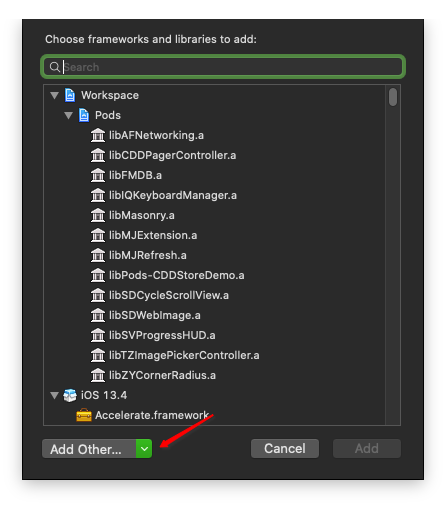 Choose frameworks and libraries to add:
Search
Workspace
Pods
libAFNetworking.a
libCDDPagerController.a
libFMDB.a
libIQKeyboardManager.a
libMasonry.a
libMJExtension.a
libMJRefresh.a
libPods-CDDStoreDemo.a
libSDCycleScrollView.a
libSDWebImage.a
libSVProgressHUD.a
libTZImagePickerController.a
libZYCornerRadius.a
iOS 13.4
Accelerate.framework
Add Other... Cancel Add